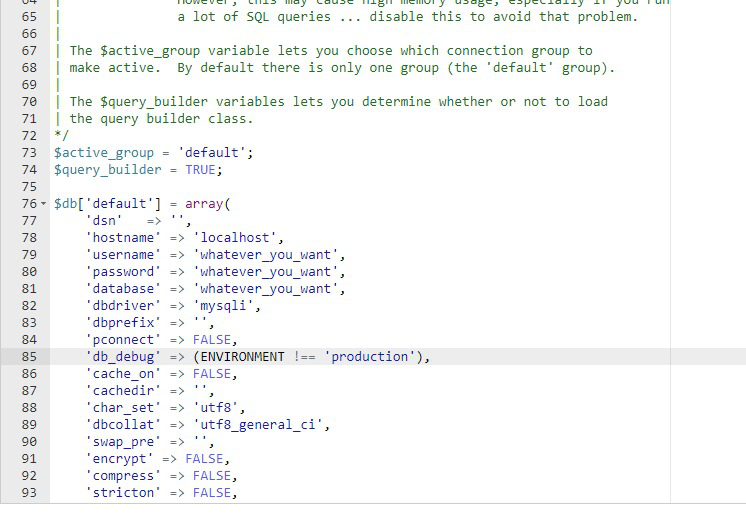 64 | However, this may cause high memory usage, especially if you run
65 | a lot of SQL queries ... disable this to avoid that problem.
66 |
67 | The $active_group variable lets you choose which connection group to
68 | make active.  By default there is only one group (the 'default' group).
69 |
70 | The $query_builder variables lets you determine whether or not to load
71 | the query builder class.
72 */
73 $active_group = 'default';
74 $query_builder = TRUE;
75
76 $db['default'] = array(
77 'dsn'   => '',
78 'hostname' => 'localhost',
79 'username' => 'whatever_you_want',
80 'password' => 'whatever_you_want',
81 'database' => 'whatever_you_want',
82 'dbdriver' => 'mysqli',
83 'dbprefix' => '',
84 'pconnect' => FALSE,
85 'db_debug' => (ENVIRONMENT !== 'production'),
86 'cache_on' => FALSE,
87 'cachedir' => '',
88 'char_set' => 'utf8',
89 'dbcollat' => 'utf8_general_ci',
90 'swap_pre' => '',
91 'encrypt' => FALSE,
92 'compress' => FALSE,
93 'stricton' => FALSE,